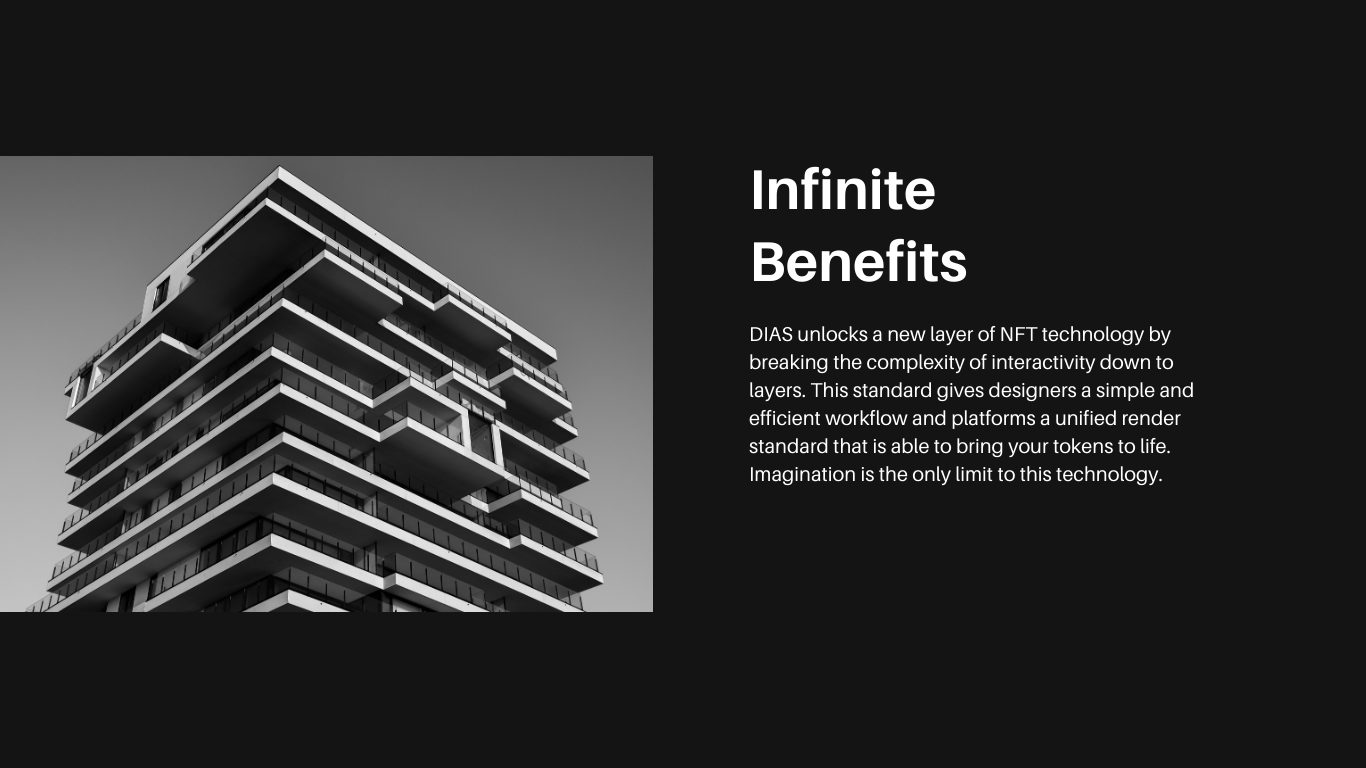 Infinite
Benefits
DIAS unlocks a new layer of NFT technology by
breaking the complexity of interactivity down to
layers. This standard gives designers a simple and
efficient workflow and platforms a unified render
standard that is able to bring your tokens to life.
Imagination is the only limit to this technology.